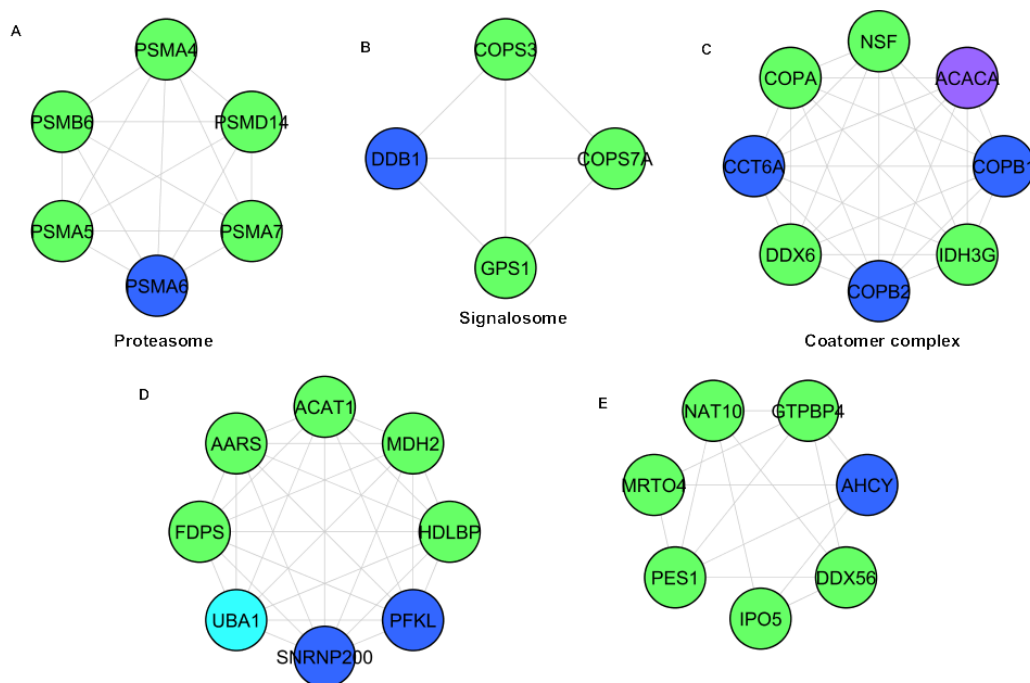 A
PSMA4
PSMB6
PSMD14
PSMA5
PSMA7
PSMA6
Proteasome
B
COPS3
DDB1
COPS7A
GPS1
Signalosome
C
NSF
COPA
ACACA
CCT6A
COPB1
DDX6
IDH3G
COPB2
Coatomer complex
D
ACAT1
AARS
MDH2
FDPS
HDLBP
UBA1
PFKL
SNRNP200
E
NAT10
GTPBP4
MRTO4
AHCY
PES1
DDX56
IPO5